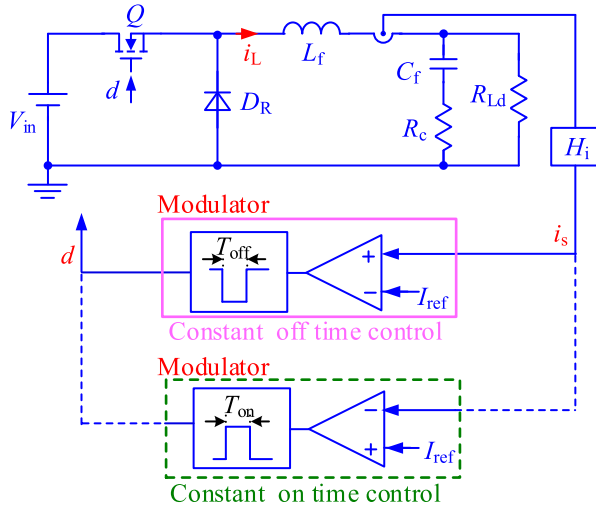 Q
i_L
L_f
C_f
R_Ld
d
D_R
V_in
R_c
H_i
Modulator
d
T_off
+
i_s
−
I_ref
Constant off time control
Modulator
T_on
−
+
I_ref
Constant on time control